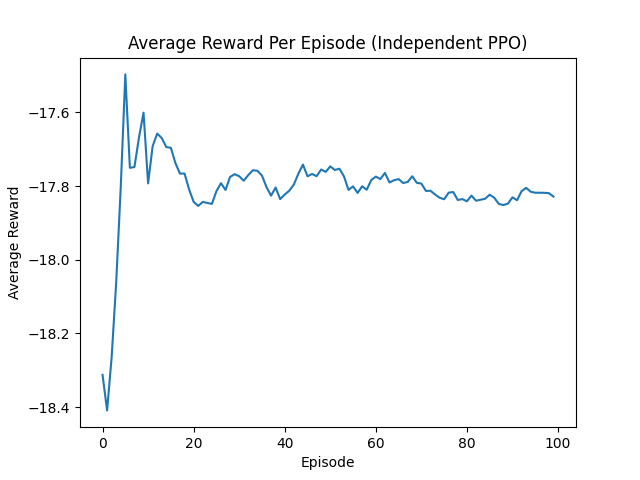 Average Reward Per Episode (Independent PPO)
−17.6
−17.8
−18.0
−18.2
−18.4
Average Reward
0 20 40 60 80 100
Episode